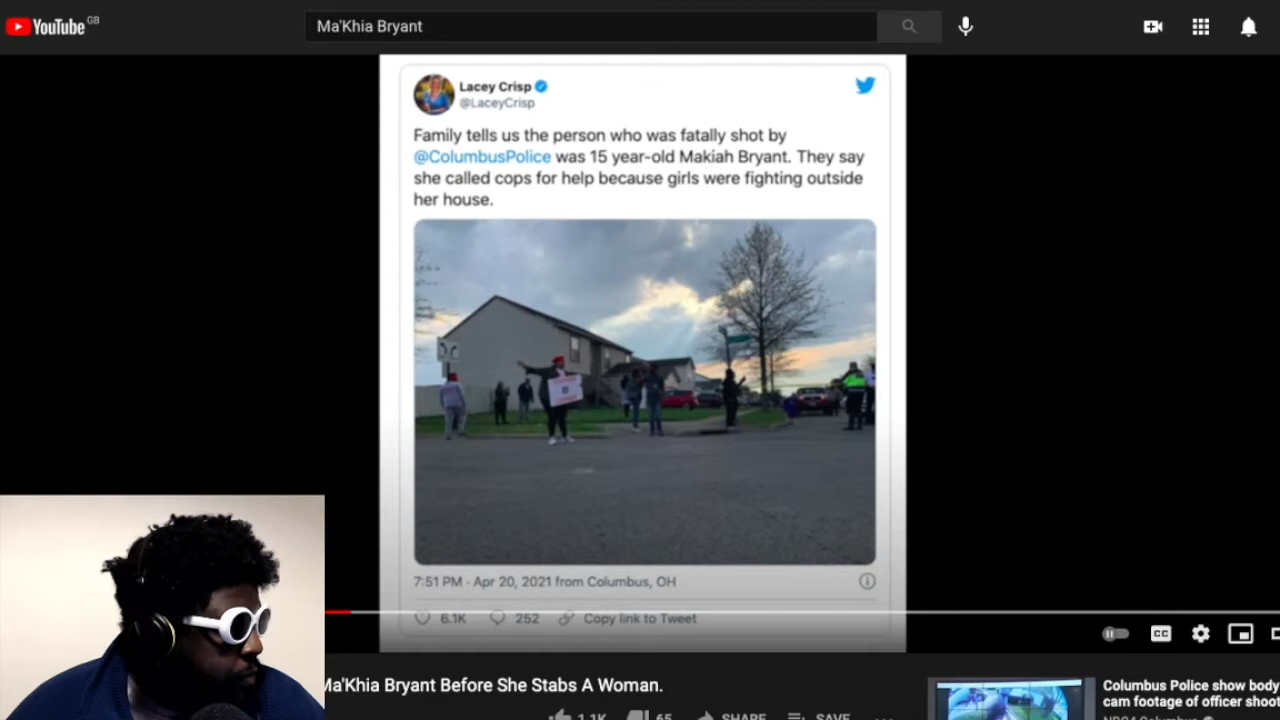 YouTube GB
Ma'Khia Bryant
Lacey Crisp
@LaceyCrisp
Family tells us the person who was fatally shot by
@ColumbusPolice was 15 year-old Makiah Bryant. They say
she called cops for help because girls were fighting outside
her house.
7:51 PM · Apr 20, 2021 from Columbus, OH
6.1K 252 Copy link to Tweet
CC
Ma'Khia Bryant Before She Stabs A Woman.
1.1K 65 SHARE SAVE
Columbus Police show body
cam footage of officer shoot